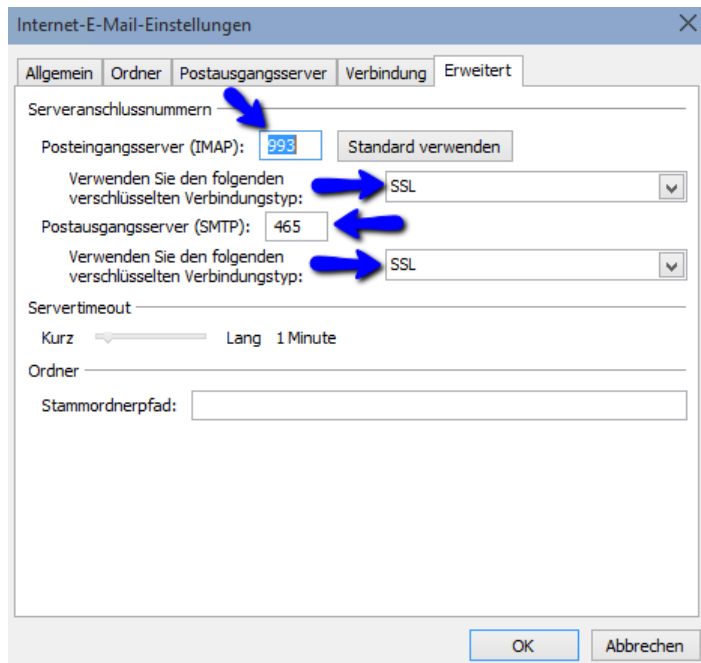 Internet-E-Mail-Einstellungen
Allgemein Ordner Postausgangsserver Verbindung Erweitert
Serveranschlussnummern
Posteingangsserver (IMAP): 993 Standard verwenden
Verwenden Sie den folgenden
verschlüsselten Verbindungstyp: SSL
Postausgangsserver (SMTP): 465
Verwenden Sie den folgenden
verschlüsselten Verbindungstyp: SSL
Servertimeout
Kurz Lang 1 Minute
Ordner
Stammordnerpfad:
OK Abbrechen